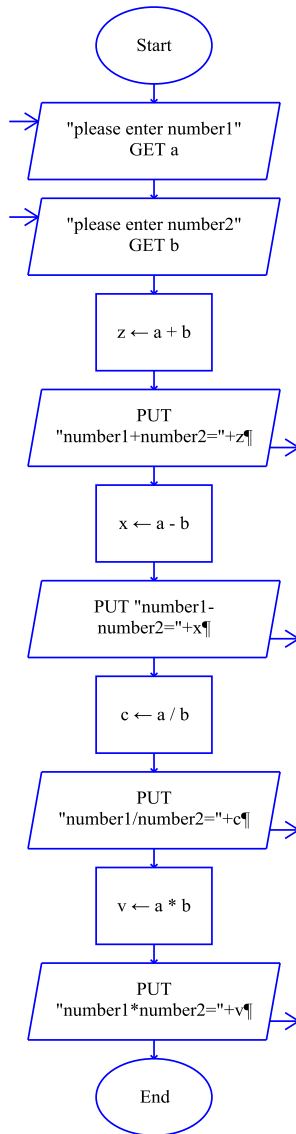 Start
"please enter number1"
GET a
"please enter number2"
GET b
z ← a + b
PUT
"number1+number2="+z¶
x ← a - b
PUT "number1-
number2="+x¶
c ← a / b
PUT
"number1/number2="+c¶
v ← a * b
PUT
"number1*number2="+v¶
End